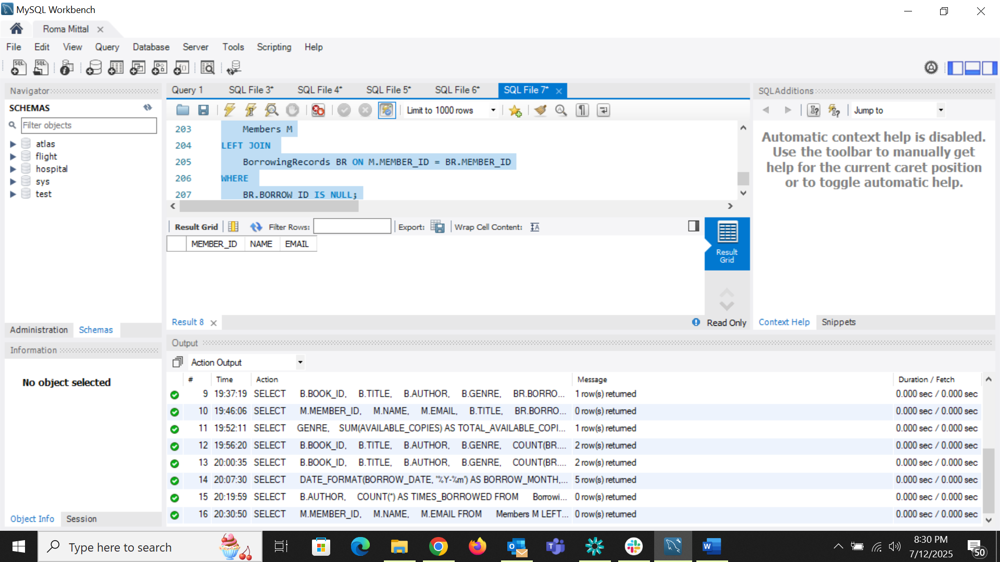 MySQL Workbench
Roma Mittal
File Edit View Query Database Server Tools Scripting Help
Navigator
SCHEMAS
Filter objects
atlas
flight
hospital
sys
test
Administration Schemas
Information
No object selected
Object Info Session
Query 1 SQL File 3* SQL File 4* SQL File 5* SQL File 6* SQL File 7*
Limit to 1000 rows
203 Members M
204 LEFT JOIN
205 BorrowingRecords BR ON M.MEMBER_ID = BR.MEMBER_ID
206 WHERE
207 BR.BORROW_ID IS NULL;
Result Grid Filter Rows: Export: Wrap Cell Content:
MEMBER_ID NAME EMAIL
Result Grid
Result 8 Read Only
SQLAdditions
Jump to
Automatic context help is disabled.
Use the toolbar to manually get
help for the current caret position
or to toggle automatic help.
Context Help Snippets
Output
Action Output
# Time Action Message Duration / Fetch
9 19:37:19 SELECT B.BOOK_ID, B.TITLE, B.AUTHOR, B.GENRE, BR.BORRO... 1 row(s) returned 0.000 sec / 0.000 sec
10 19:46:06 SELECT M.MEMBER_ID, M.NAME, M.EMAIL, B.TITLE, BR.BORRO... 0 row(s) returned 0.000 sec / 0.000 sec
11 19:52:11 SELECT GENRE, SUM(AVAILABLE_COPIES) AS TOTAL_AVAILABLE_COPI... 1 row(s) returned 0.000 sec / 0.000 sec
12 19:56:20 SELECT B.BOOK_ID, B.TITLE, B.AUTHOR, B.GENRE, COUNT(BR.... 2 row(s) returned 0.000 sec / 0.000 sec
13 20:00:35 SELECT B.BOOK_ID, B.TITLE, B.AUTHOR, B.GENRE, COUNT(BR.... 2 row(s) returned 0.000 sec / 0.000 sec
14 20:07:30 SELECT DATE_FORMAT(BORROW_DATE, '%Y-%m') AS BORROW_MONTH,... 5 row(s) returned 0.000 sec / 0.000 sec
15 20:19:59 SELECT B.AUTHOR, COUNT(*) AS TIMES_BORROWED FROM Borrowi... 0 row(s) returned 0.000 sec / 0.000 sec
16 20:30:50 SELECT M.MEMBER_ID, M.NAME, M.EMAIL FROM Members M LEFT... 0 row(s) returned 0.000 sec / 0.000 sec
Type here to search
8:30 PM
7/12/2025
50